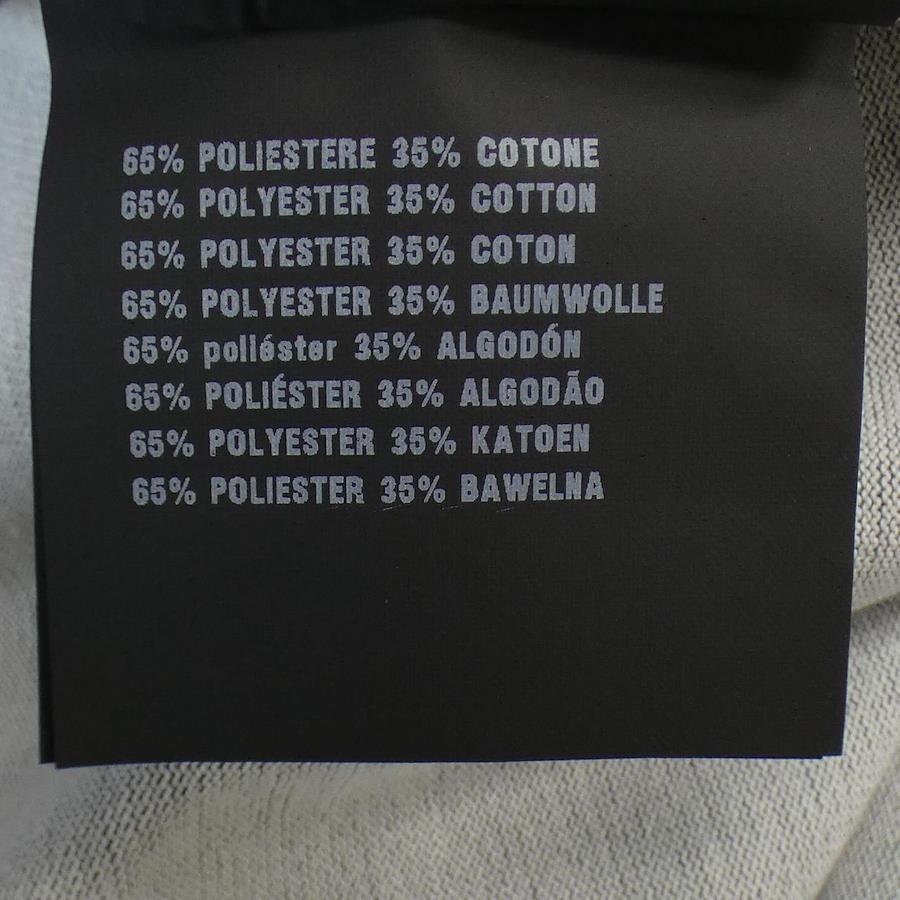 65% POLIESTERE 35% COTONE
65% POLYESTER 35% COTTON
65% POLYESTER 35% COTON
65% POLYESTER 35% BAUMWOLLE
65% poliéster 35% ALGODÓN
65% POLIÉSTER 35% ALGODÃO
65% POLYESTER 35% KATOEN
65% POLIESTER 35% BAWELNA